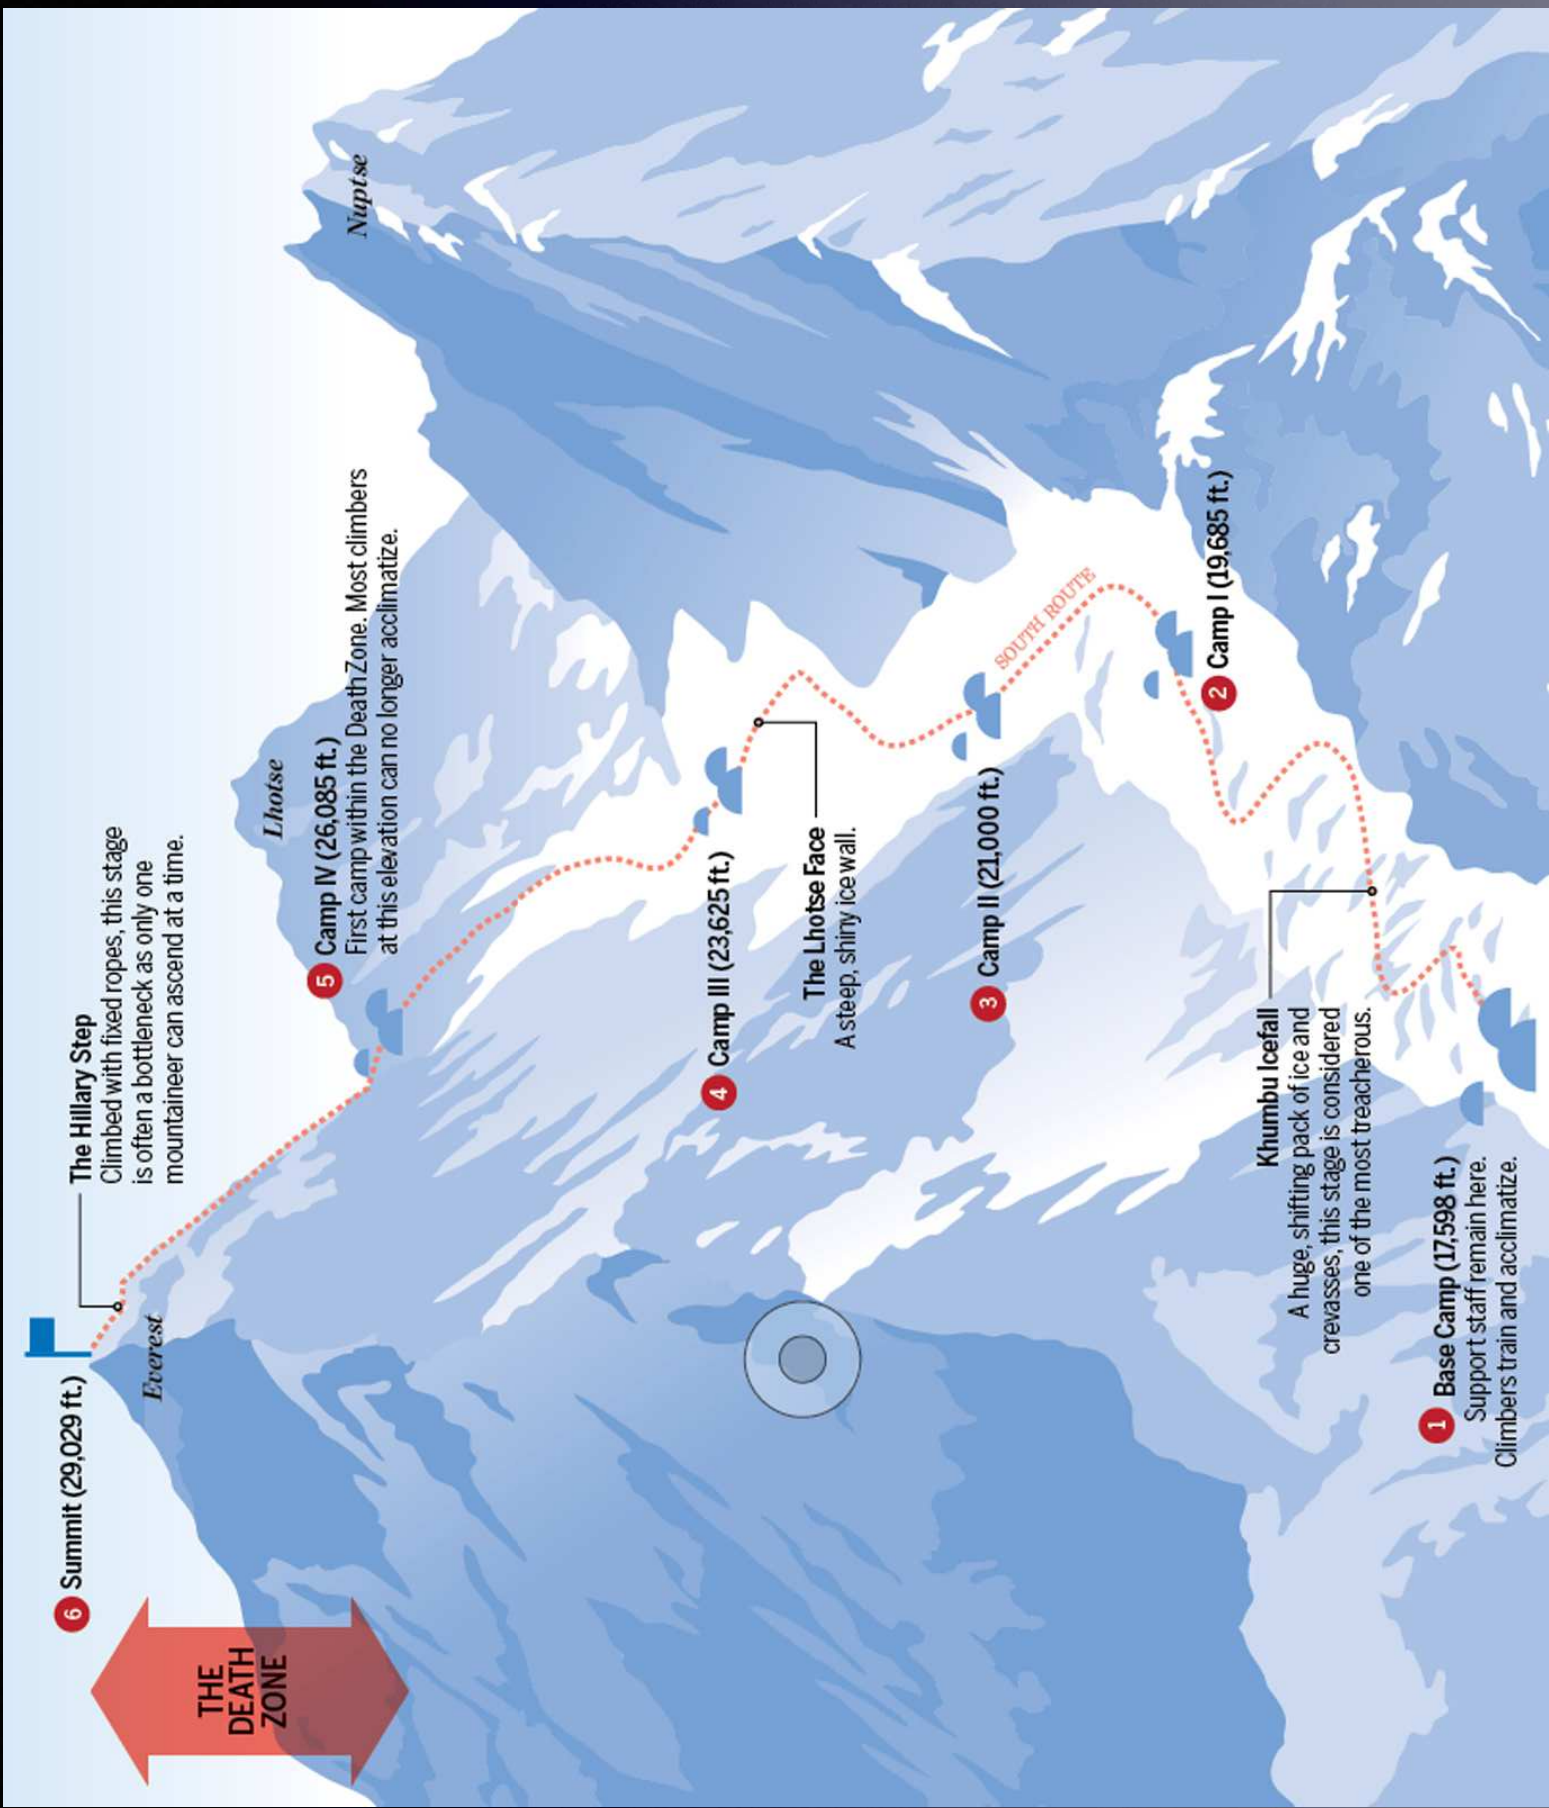 6 Summit (29,029 ft.)
The Hillary Step
Climbed with fixed ropes, this stage
is often a bottleneck as only one
mountaineer can ascend at a time.
Everest
THE
DEATH
ZONE
Lhotse
Nuptse
5 Camp IV (26,085 ft.)
First camp within the Death Zone. Most climbers
at this elevation can no longer acclimatize.
4 Camp III (23,625 ft.)
The Lhotse Face
A steep, shiny ice wall.
3 Camp II (21,000 ft.)
SOUTH ROUTE
2 Camp I (19,685 ft.)
Khumbu Icefall
A huge, shifting pack of ice and
crevasses, this stage is considered
one of the most treacherous.
1 Base Camp (17,598 ft.)
Support staff remain here.
Climbers train and acclimatize.